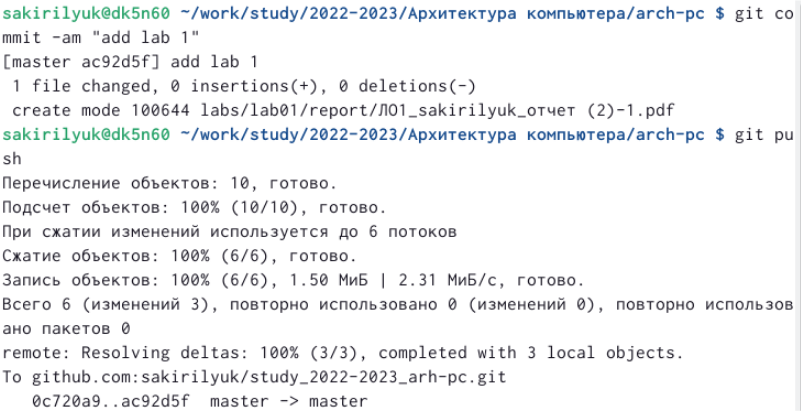 sakirilyuk@dk5n60 ~/work/study/2022-2023/Архитектура компьютера/arch-pc $ git co
mmit -am "add lab 1"
[master ac92d5f] add lab 1
 1 file changed, 0 insertions(+), 0 deletions(-)
 create mode 100644 labs/lab01/report/ЛО1_sakirilyuk_отчет (2)-1.pdf
sakirilyuk@dk5n60 ~/work/study/2022-2023/Архитектура компьютера/arch-pc $ git pu
sh
Перечисление объектов: 10, готово.
Подсчет объектов: 100% (10/10), готово.
При сжатии изменений используется до 6 потоков
Сжатие объектов: 100% (6/6), готово.
Запись объектов: 100% (6/6), 1.50 МиБ | 2.31 МиБ/с, готово.
Всего 6 (изменений 3), повторно использовано 0 (изменений 0), повторно использов
ано пакетов 0
remote: Resolving deltas: 100% (3/3), completed with 3 local objects.
To github.com:sakirilyuk/study_2022-2023_arh-pc.git
   0c720a9..ac92d5f  master -> master